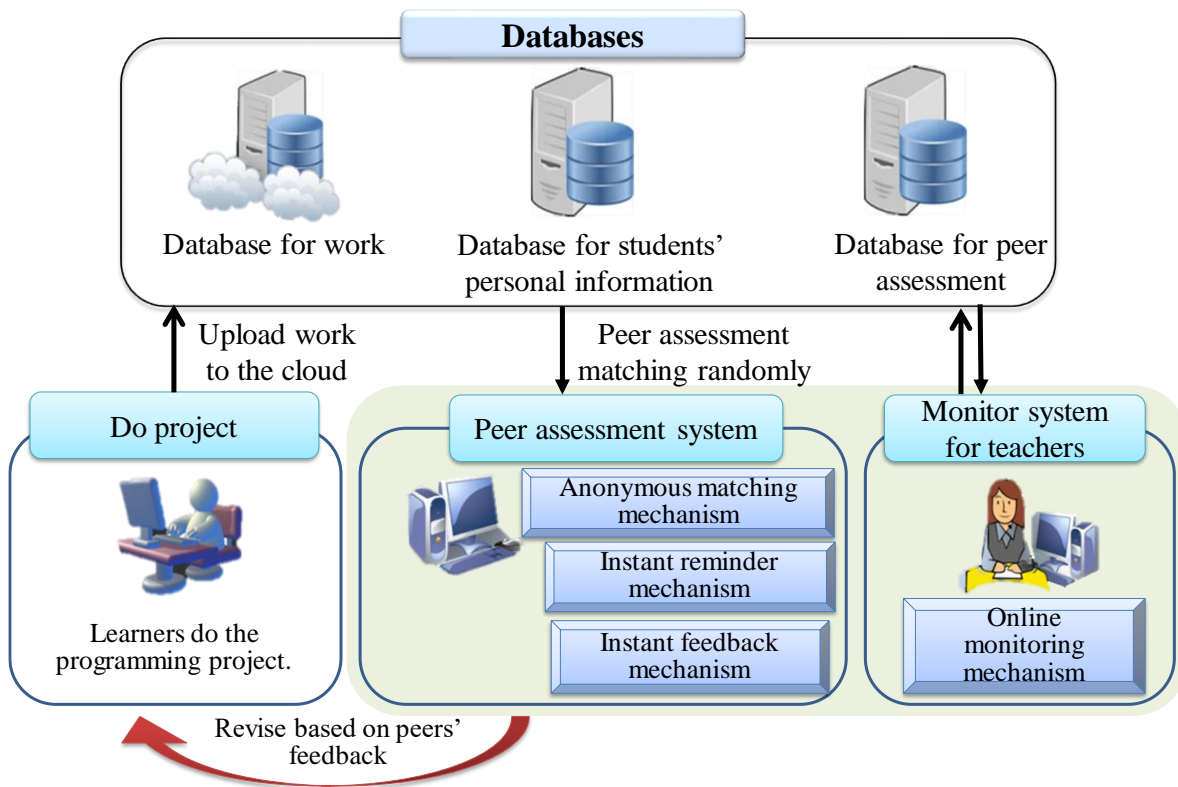 Databases
Database for work
Database for students’
personal information
Database for peer
assessment
Upload work
to the cloud
Peer assessment
matching randomly
Do project
Peer assessment system
Monitor system
for teachers
Learners do the
programming project.
Anonymous matching
mechanism
Instant reminder
mechanism
Instant feedback
mechanism
Online
monitoring
mechanism
Revise based on peers’
feedback